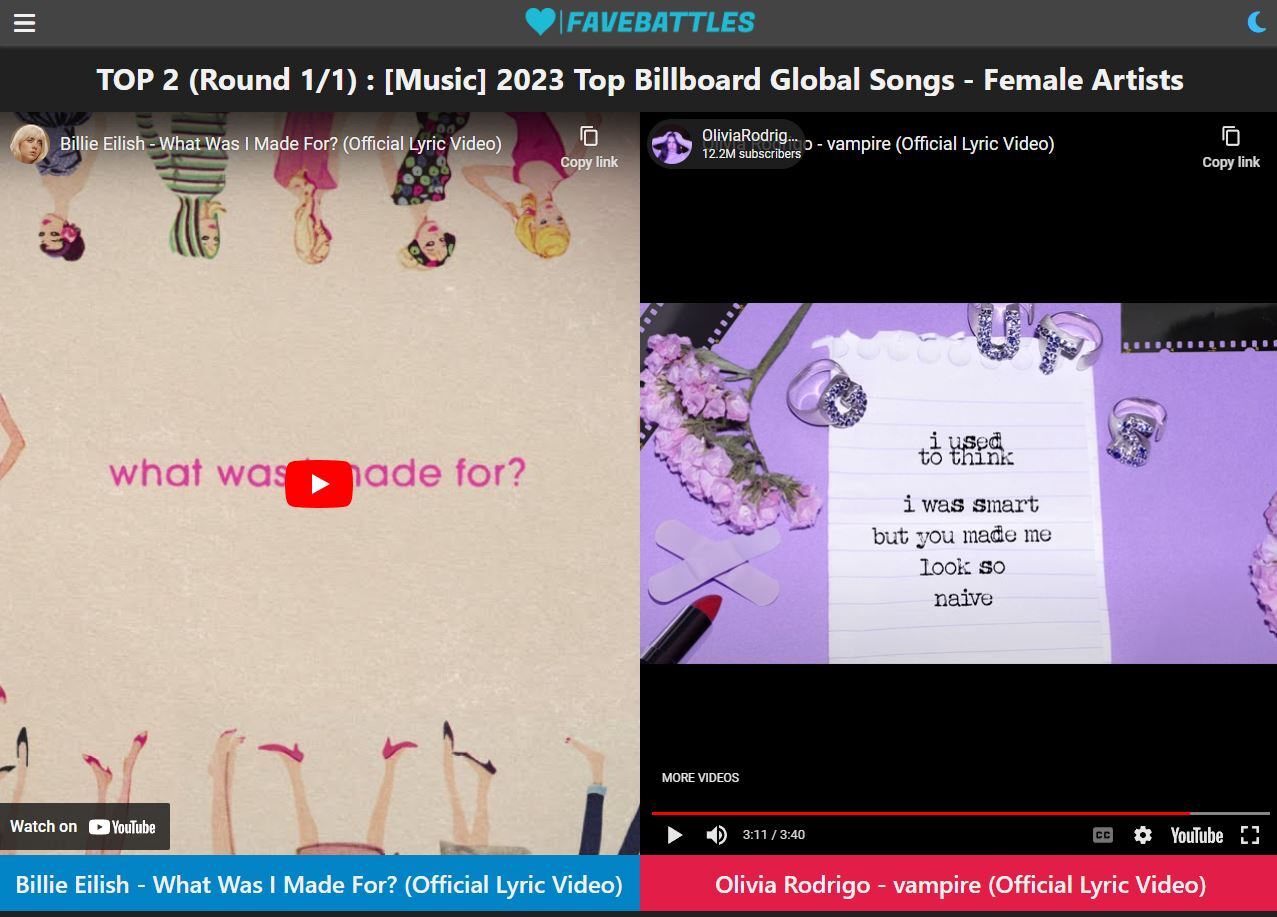 FAVEBATTLES
TOP 2 (Round 1/1) : [Music] 2023 Top Billboard Global Songs - Female Artists
Billie Eilish - What Was I Made For? (Official Lyric Video)
Copy link
what was made for?
Watch on YouTube
Billie Eilish - What Was I Made For? (Official Lyric Video)
OliviaRodrig...
12.2M subscribers
o - vampire (Official Lyric Video)
Copy link
G U T S
i used
to think
i was smart
but you made me
look so
naive
MORE VIDEOS
3:11 / 3:40
CC
YouTube
Olivia Rodrigo - vampire (Official Lyric Video)